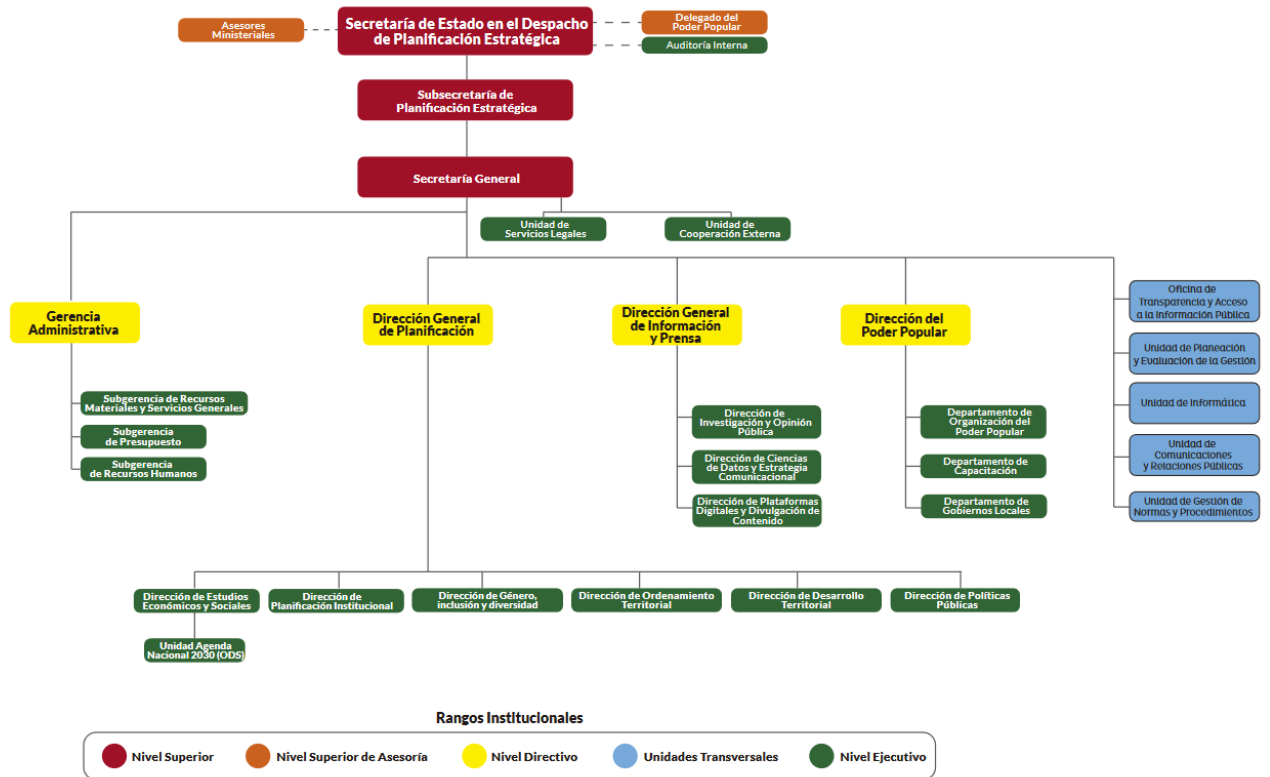 Asesores
Ministeriales
Secretaría de Estado en el Despacho
de Planificación Estratégica
Delegado del
Poder Popular
Auditoría Interna
Subsecretaría de
Planificación Estratégica
Secretaría General
Unidad de
Servicios Legales
Unidad de
Cooperación Externa
Gerencia
Administrativa
Dirección General
de Planificación
Dirección General
de Información
y Prensa
Dirección del
Poder Popular
Oficina de
Transparencia y Acceso
a la Información Pública
Unidad de Planeación
y Evaluación de la Gestión
Unidad de Informática
Unidad de
Comunicaciones
y Relaciones Públicas
Unidad de Gestión de
Normas y Procedimientos
Subgerencia de Recursos
Materiales y Servicios Generales
Subgerencia
de Presupuesto
Subgerencia
de Recursos Humanos
Dirección de
Investigación y Opinión
Pública
Dirección de Ciencias
de Datos y Estrategia
Comunicacional
Dirección de Plataformas
Digitales y Divulgación de
Contenido
Departamento de
Organización del
Poder Popular
Departamento de
Capacitación
Departamento de
Gobiernos Locales
Dirección de Estudios
Económicos y Sociales
Dirección de
Planificación Institucional
Dirección de Género,
inclusión y diversidad
Dirección de Ordenamiento
Territorial
Dirección de Desarrollo
Territorial
Dirección de Políticas
Públicas
Unidad Agenda
Nacional 2030 (ODS)
Rangos Institucionales
Nivel Superior
Nivel Superior de Asesoría
Nivel Directivo
Unidades Transversales
Nivel Ejecutivo